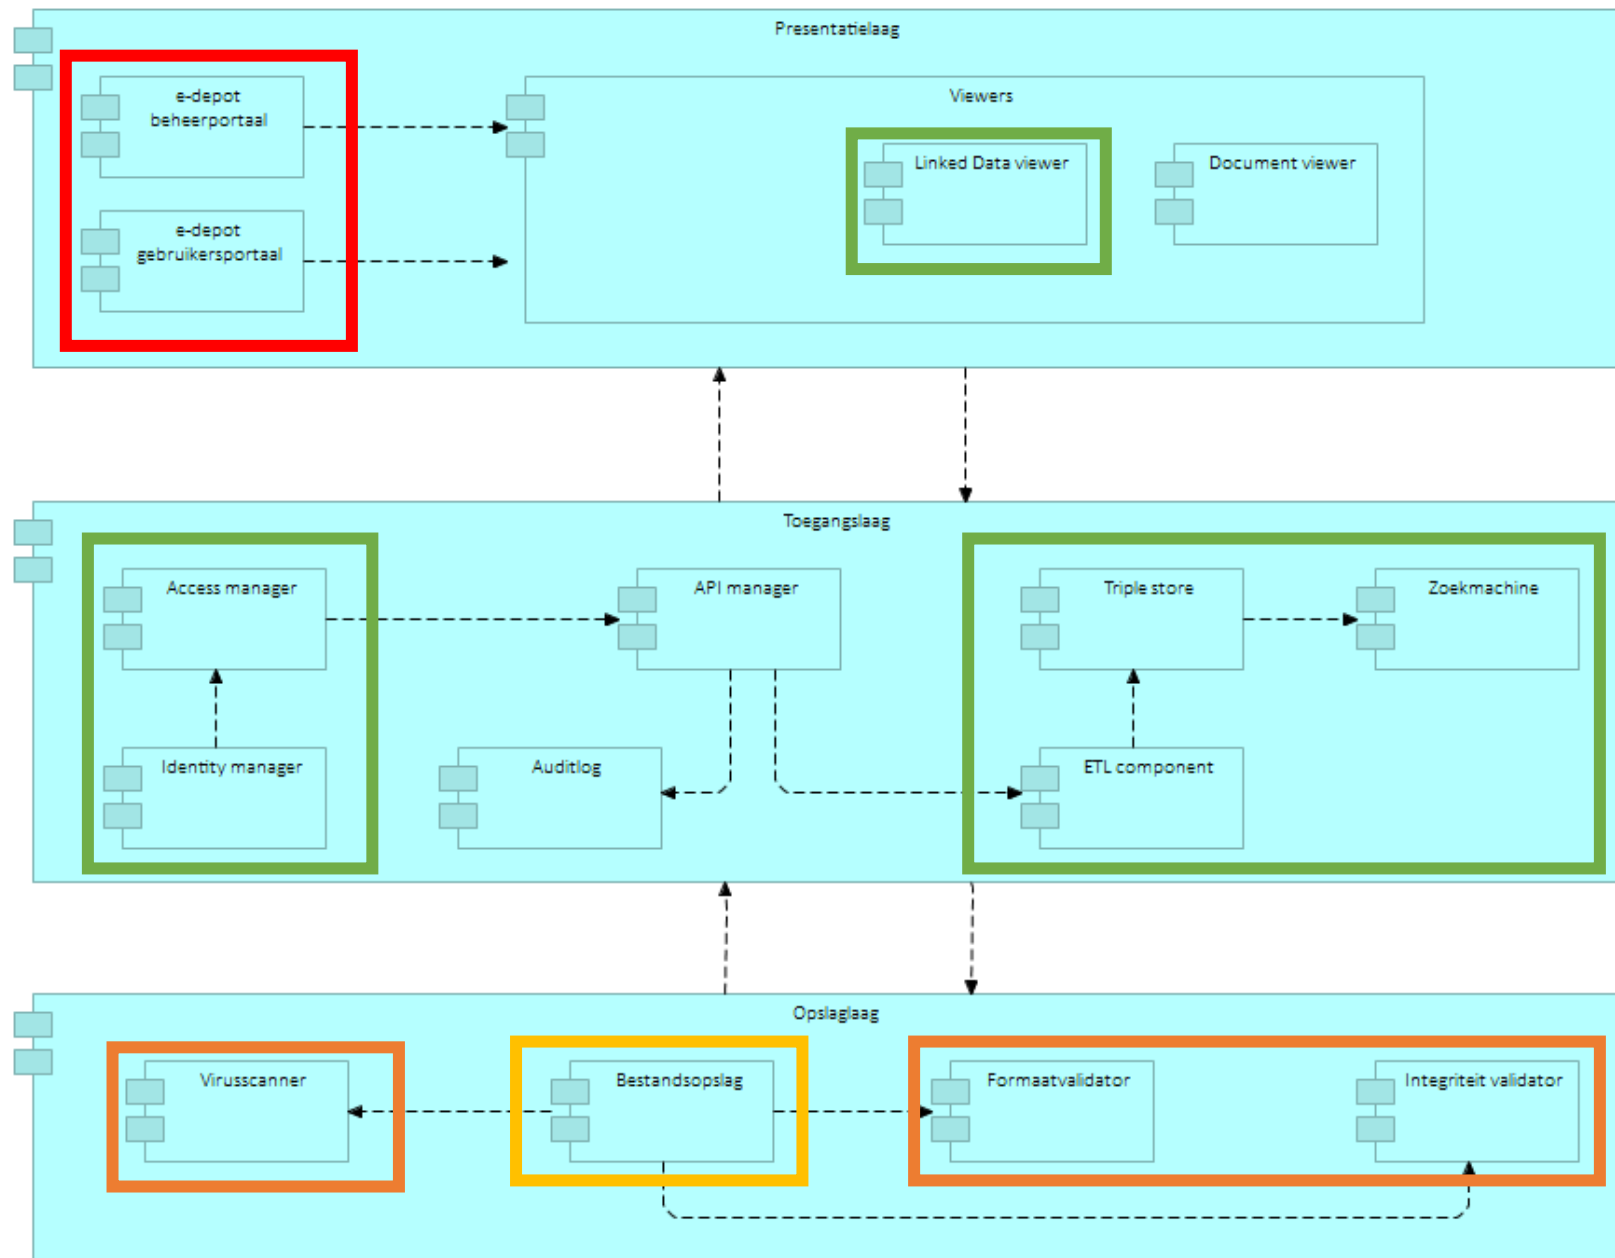 Presentatielaag
e-depot
beheerportaal
Viewers
Linked Data viewer
Document viewer
e-depot
gebruikersportaal
Toegangslaag
Access manager
API manager
Triple store
Zoekmachine
Identity manager
Auditlog
ETL component
Opslaglaag
Virusscanner
Bestandsopslag
Formaatvalidator
Integriteit validator